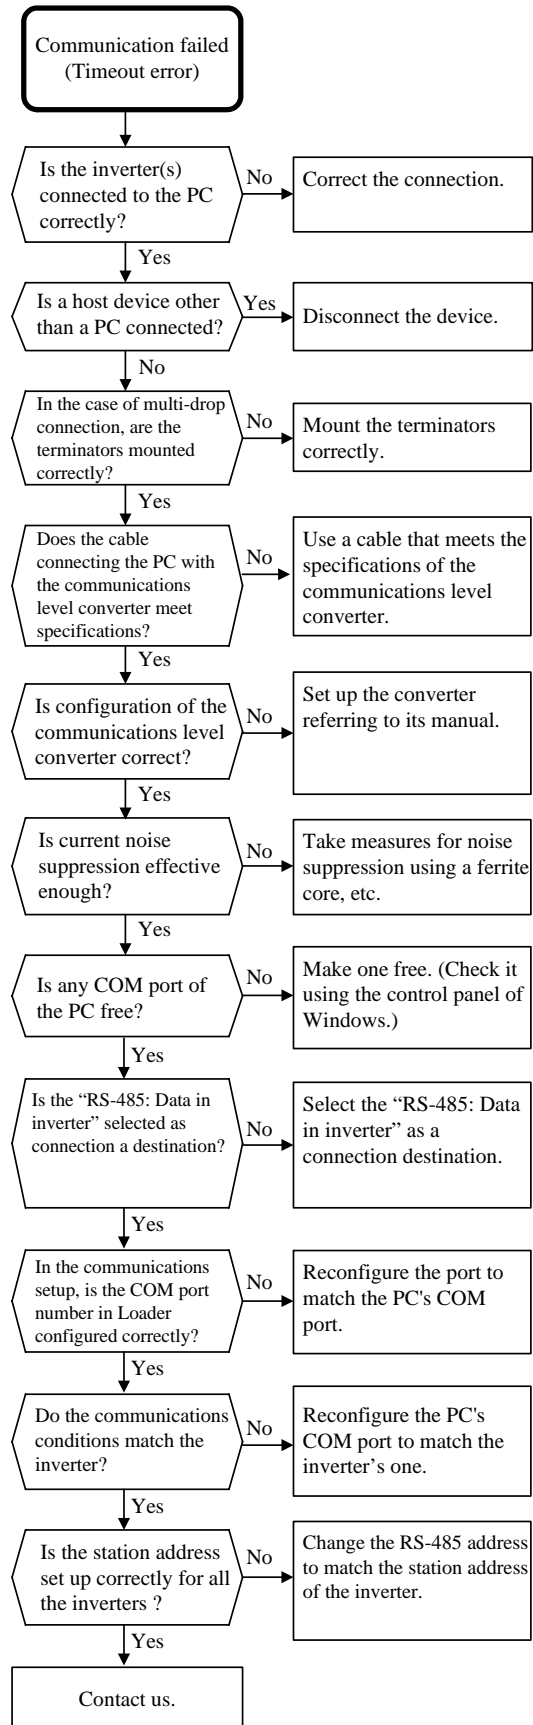 Communication failed
(Timeout error)
Is the inverter(s)
connected to the PC
correctly?
No
Correct the connection.
Yes
Is a host device other
than a PC connected?
Yes
Disconnect the device.
No
In the case of multi-drop
connection, are the
terminators mounted
correctly?
No
Mount the terminators
correctly.
Yes
Does the cable
connecting the PC with
the communications
level converter meet
specifications?
No
Use a cable that meets the
specifications of the
communications level
converter.
Yes
Is configuration of the
communications level
converter correct?
No
Set up the converter
referring to its manual.
Yes
Is current noise
suppression effective
enough?
No
Take measures for noise
suppression using a ferrite
core, etc.
Yes
Is any COM port of
the PC free?
No
Make one free. (Check it
using the control panel of
Windows.)
Yes
Is the “RS-485: Data in
inverter” selected as
connection a destination?
No
Select the “RS-485: Data
in inverter” as a
connection destination.
Yes
In the communications
setup, is the COM port
number in Loader
configured correctly?
No
Reconfigure the port to
match the PC's COM
port.
Yes
Do the communications
conditions match the
inverter?
No
Reconfigure the PC's
COM port to match the
inverter’s one.
Yes
Is the station address
set up correctly for all
the inverters ?
No
Change the RS-485 address
to match the station address
of the inverter.
Yes
Contact us.